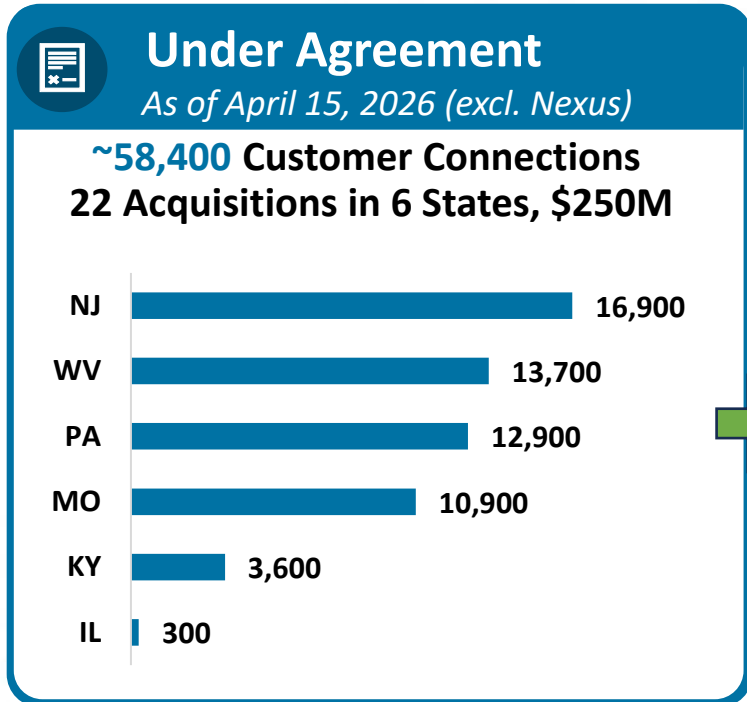 Under Agreement
As of April 15, 2026 (excl. Nexus)
~58,400 Customer Connections
22 Acquisitions in 6 States, $250M
NJ 16,900
WV 13,700
PA 12,900
MO 10,900
KY 3,600
IL 300